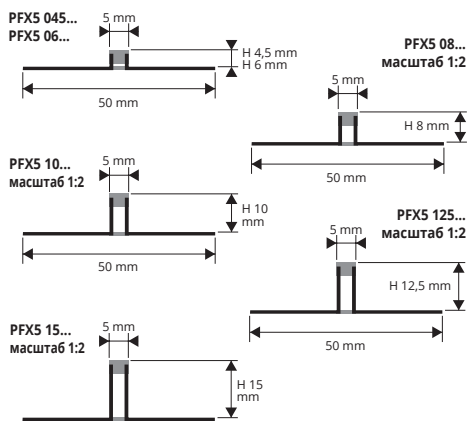 PFX5 045...
PFX5 06...
5 mm
H 4,5 mm
H 6 mm
50 mm
PFX5 08...
масштаб 1:2
5 mm
H 8 mm
50 mm
PFX5 10...
масштаб 1:2
5 mm
H 10
mm
50 mm
PFX5 125...
масштаб 1:2
5 mm
H 12,5 mm
50 mm
PFX5 15...
масштаб 1:2
5 mm
H 15
mm